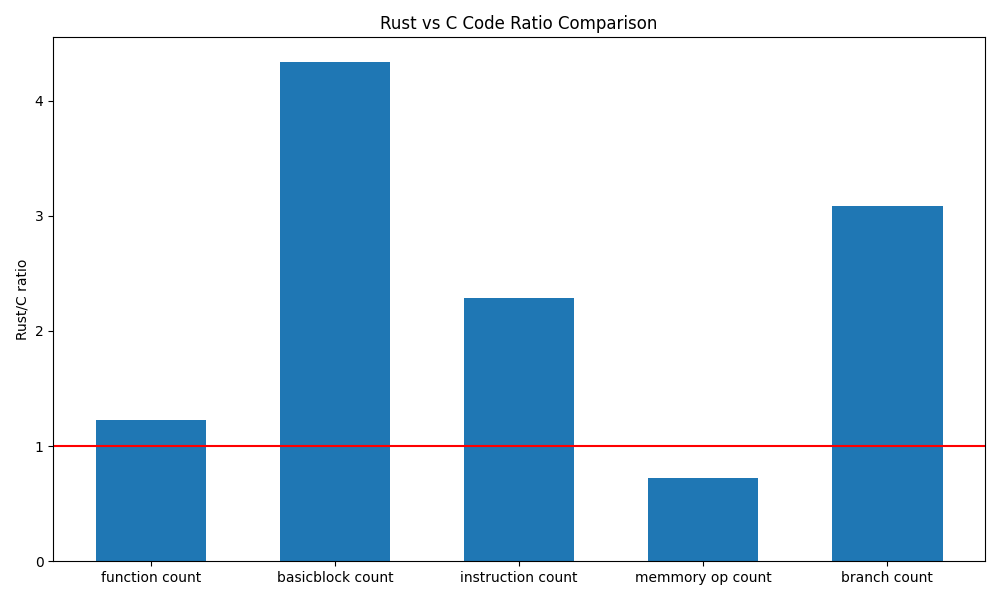 Rust vs C Code Ratio Comparison
Rust/C ratio
4
3
2
1
0
function count
basicblock count
instruction count
memmory op count
branch count